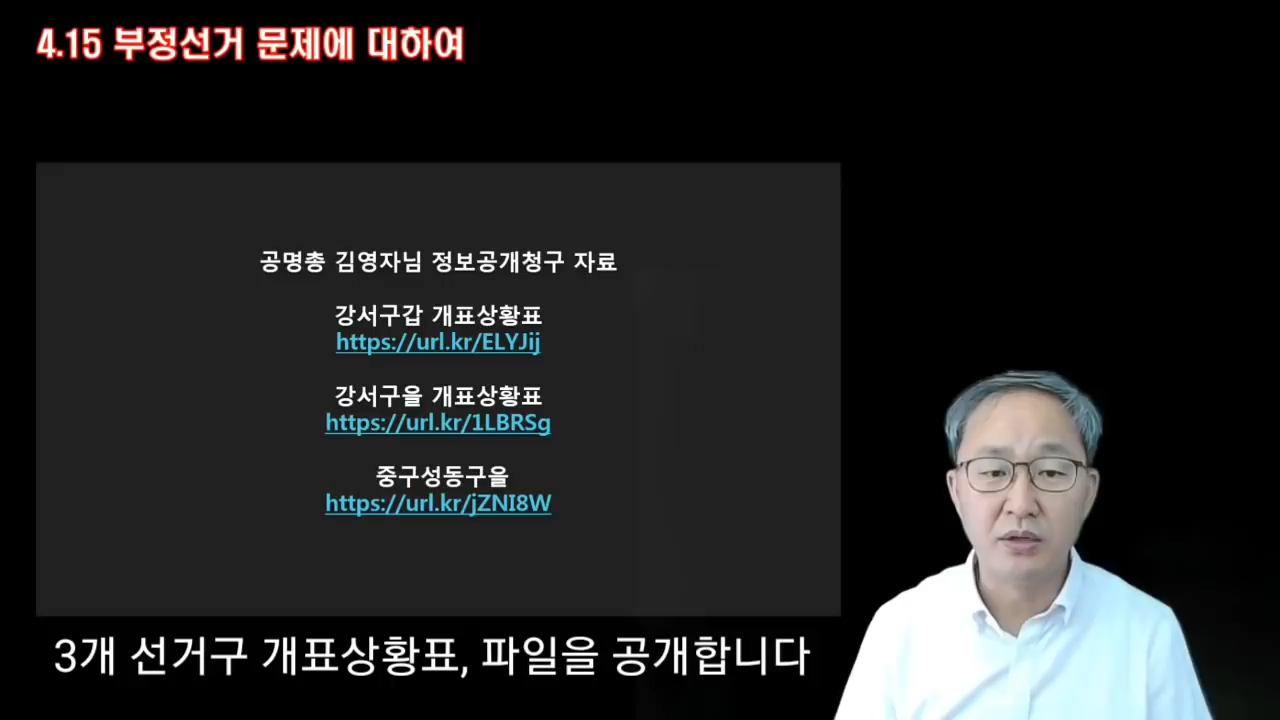 4.15 부정선거 문제에 대하여
공명총 김영자님 정보공개청구 자료
강서구갑 개표상황표
https://url.kr/ELYJij
강서구을 개표상황표
https://url.kr/1LBRSg
중구성동구을
https://url.kr/jZNI8W
3개 선거구 개표상황표, 파일을 공개합니다